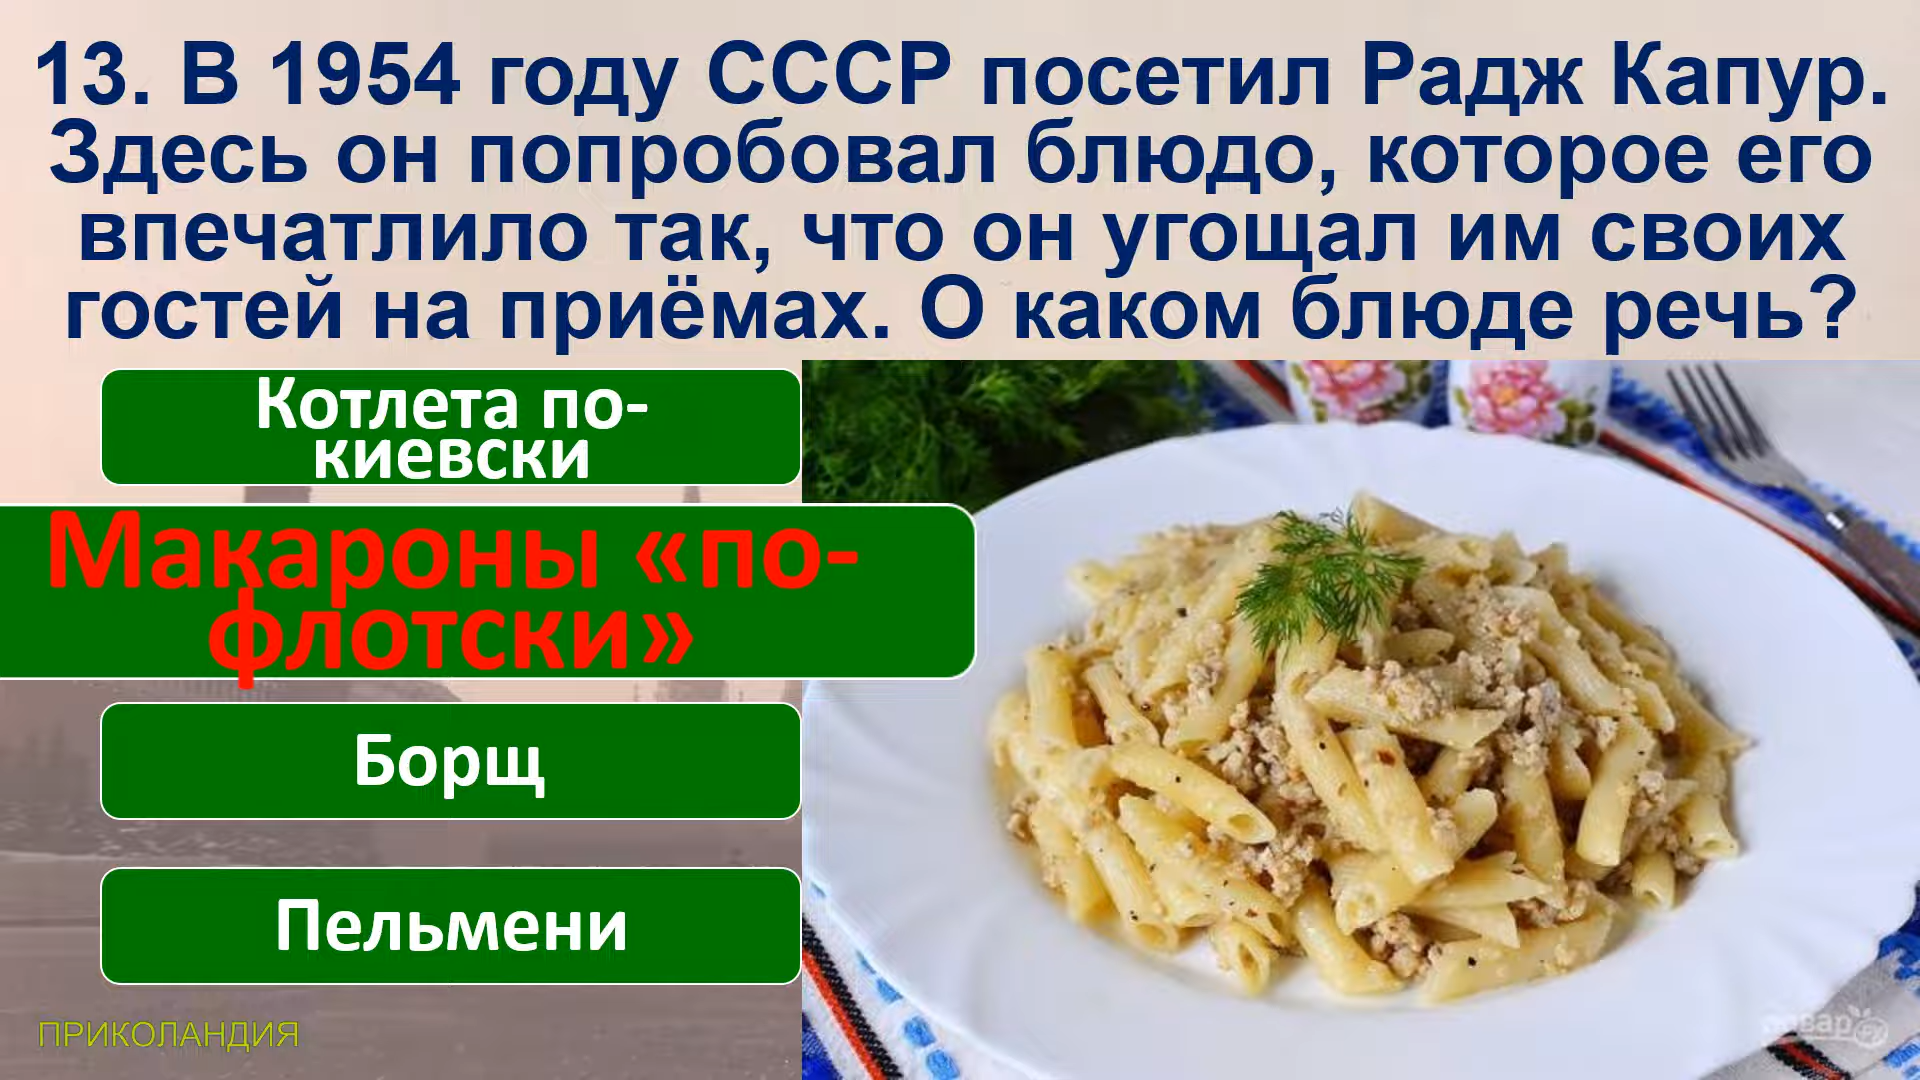 13. В 1954 году СССР посетил Радж Капур.
Здесь он попробовал блюдо, которое его
впечатлило так, что он угощал им своих
гостей на приёмах. О каком блюде речь?
Котлета по-
киевски
Макароны «по-
флотски»
Борщ
Пельмени
ПРИКОЛАНДИЯ